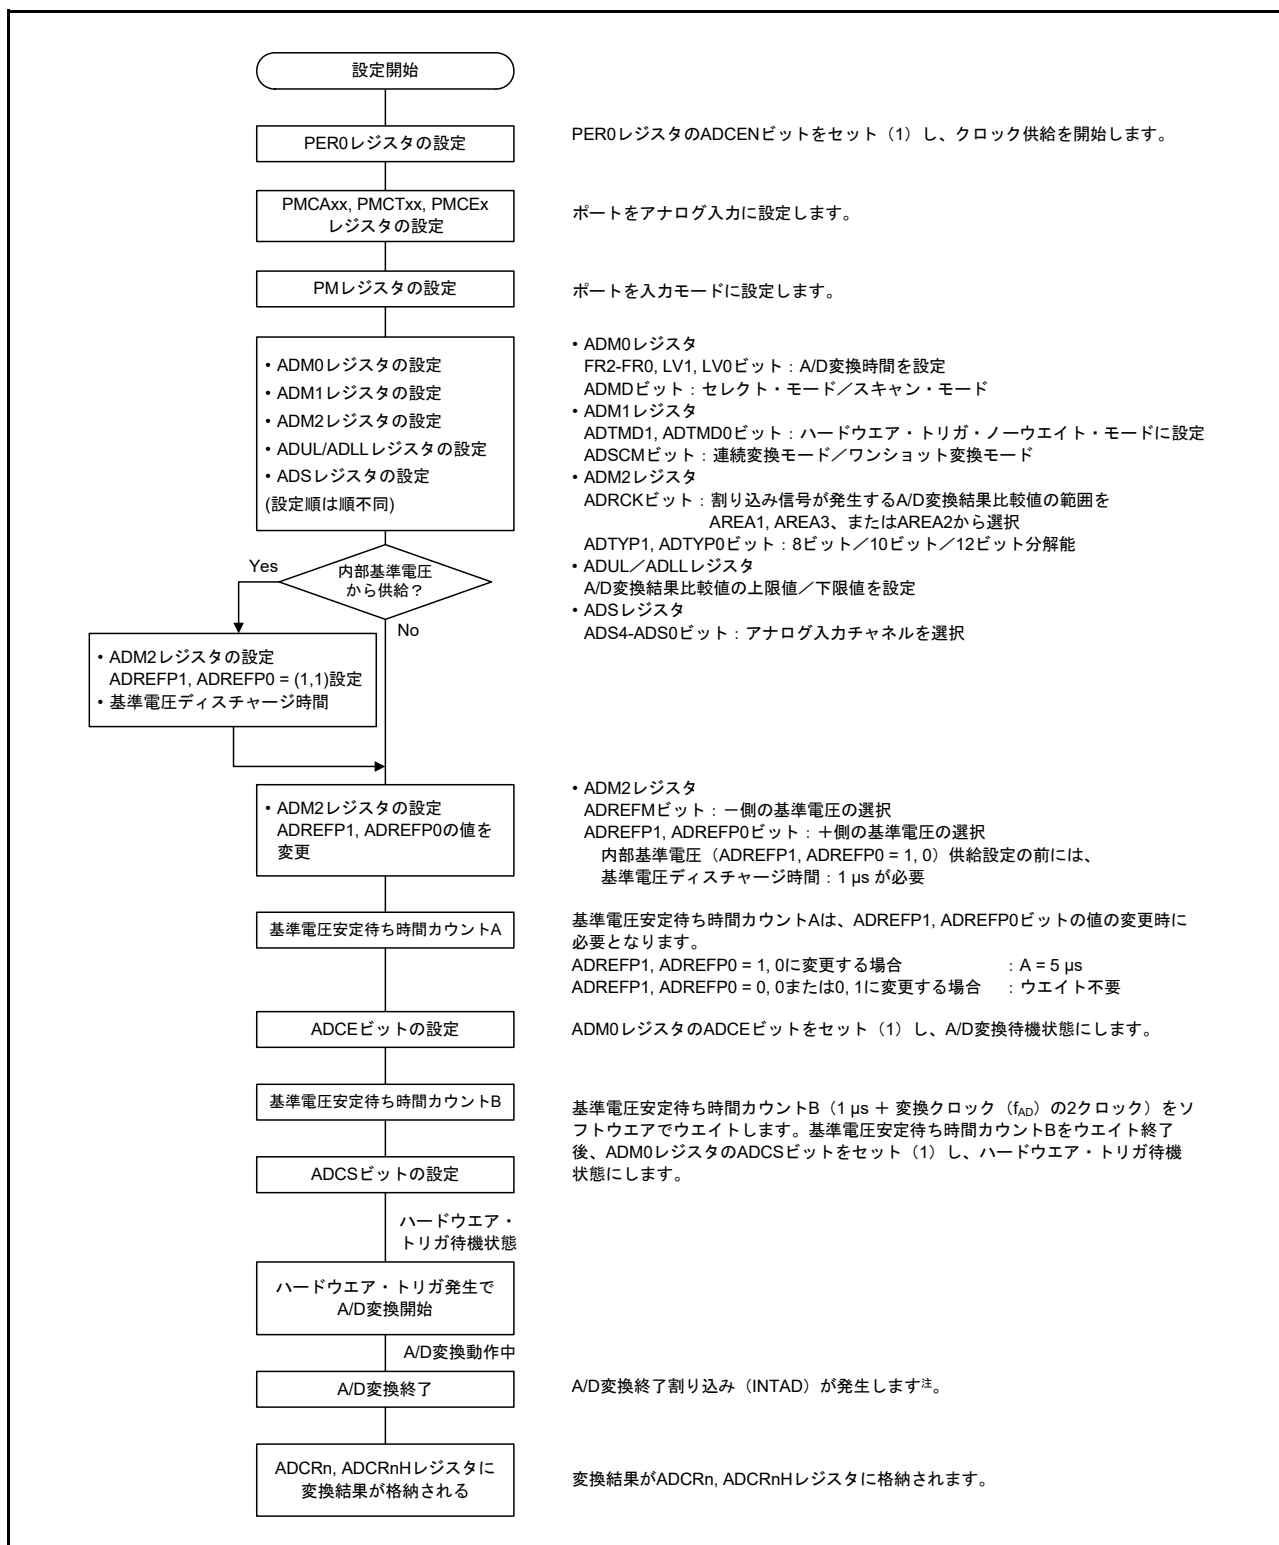 設定開始
PER0レジスタの設定
PER0レジスタのADCENビットをセット（1）し、クロック供給を開始します。
PMCAxx, PMCTxx, PMCEx
レジスタの設定
ポートをアナログ入力に設定します。
PMレジスタの設定
ポートを入力モードに設定します。
• ADM0レジスタの設定
• ADM1レジスタの設定
• ADM2レジスタの設定
• ADUL/ADLLレジスタの設定
• ADSレジスタの設定
(設定順は順不同)
• ADM0レジスタ
FR2-FR0, LV1, LV0ビット：A/D変換時間を設定
ADMDビット：セレクト・モード／スキャン・モード
• ADM1レジスタ
ADTMD1, ADTMD0ビット：ハードウエア・トリガ・ノーウエイト・モードに設定
ADSCMビット：連続変換モード／ワンショット変換モード
• ADM2レジスタ
ADRCKビット：割り込み信号が発生するA/D変換結果比較値の範囲を
AREA1, AREA3、またはAREA2から選択
ADTYP1, ADTYP0ビット：8ビット／10ビット／12ビット分解能
• ADUL／ADLLレジスタ
A/D変換結果比較値の上限値／下限値を設定
• ADSレジスタ
ADS4-ADS0ビット：アナログ入力チャネルを選択
内部基準電圧
から供給？
Yes
No
• ADM2レジスタの設定
ADREFP1, ADREFP0 = (1,1)設定
• 基準電圧ディスチャージ時間
• ADM2レジスタの設定
ADREFP1, ADREFP0の値を
変更
• ADM2レジスタ
ADREFMビット：－側の基準電圧の選択
ADREFP1, ADREFP0ビット：＋側の基準電圧の選択
内部基準電圧（ADREFP1, ADREFP0 = 1, 0）供給設定の前には、
基準電圧ディスチャージ時間：1 µs が必要
基準電圧安定待ち時間カウントA
基準電圧安定待ち時間カウントAは、ADREFP1, ADREFP0ビットの値の変更時に
必要となります。
ADREFP1, ADREFP0 = 1, 0に変更する場合 ：A = 5 µs
ADREFP1, ADREFP0 = 0, 0または0, 1に変更する場合 ：ウエイト不要
ADCEビットの設定
ADM0レジスタのADCEビットをセット（1）し、A/D変換待機状態にします。
基準電圧安定待ち時間カウントB
基準電圧安定待ち時間カウントB（1 µs ＋ 変換クロック（fAD）の2クロック）をソ
フトウエアでウエイトします。基準電圧安定待ち時間カウントBをウエイト終了
後、ADM0レジスタのADCSビットをセット（1）し、ハードウエア・トリガ待機
状態にします。
ADCSビットの設定
ハードウエア・
トリガ待機状態
ハードウエア・トリガ発生で
A/D変換開始
A/D変換動作中
A/D変換終了
A/D変換終了割り込み（INTAD）が発生します注。
ADCRn, ADCRnHレジスタに
変換結果が格納される
変換結果がADCRn, ADCRnHレジスタに格納されます。